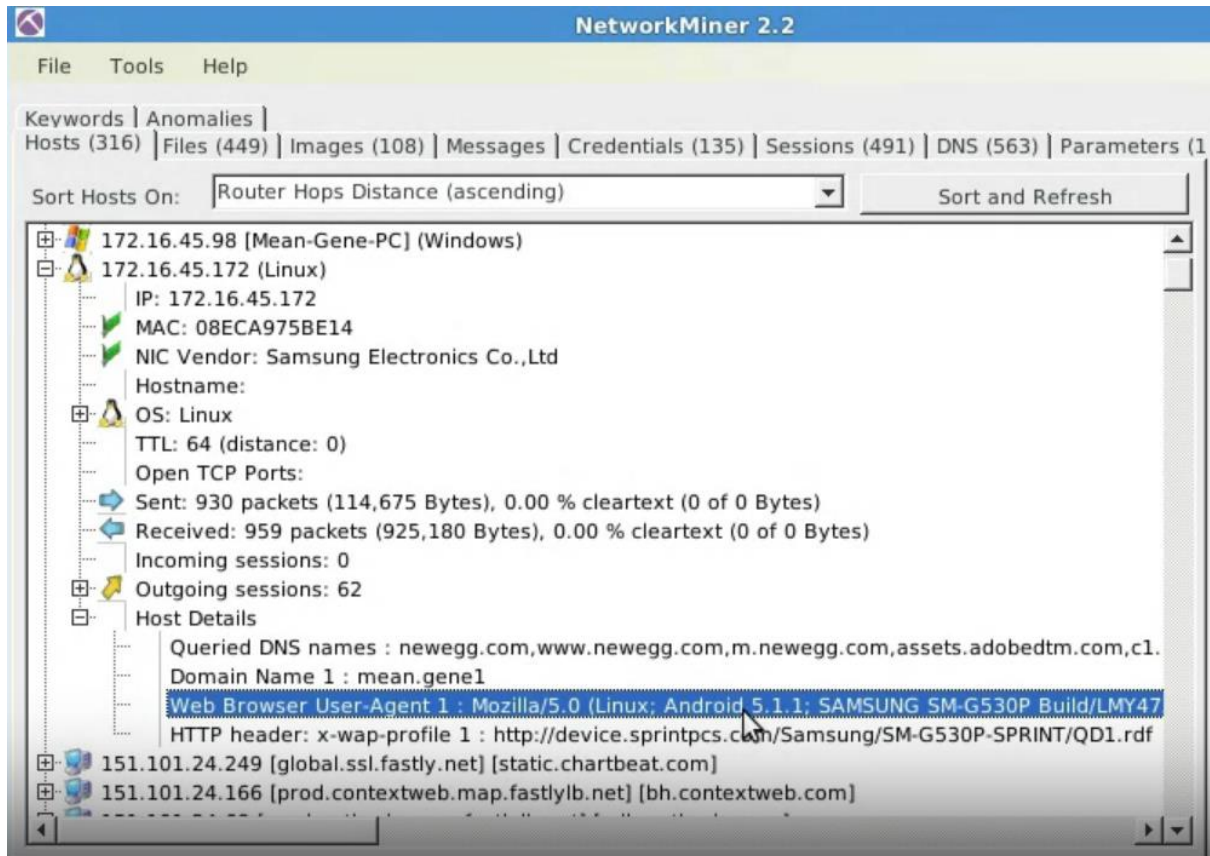 NetworkMiner 2.2
File Tools Help
Keywords | Anomalies |
Hosts (316) | Files (449) | Images (108) | Messages | Credentials (135) | Sessions (491) | DNS (563) | Parameters (1
Sort Hosts On: Router Hops Distance (ascending) Sort and Refresh
172.16.45.98 [Mean-Gene-PC] (Windows)
172.16.45.172 (Linux)
IP: 172.16.45.172
MAC: 08ECA975BE14
NIC Vendor: Samsung Electronics Co.,Ltd
Hostname:
OS: Linux
TTL: 64 (distance: 0)
Open TCP Ports:
Sent: 930 packets (114,675 Bytes), 0.00 % cleartext (0 of 0 Bytes)
Received: 959 packets (925,180 Bytes), 0.00 % cleartext (0 of 0 Bytes)
Incoming sessions: 0
Outgoing sessions: 62
Host Details
Queried DNS names : newegg.com,www.newegg.com,m.newegg.com,assets.adobedtm.com,c1.
Domain Name 1 : mean.gene1
Web Browser User-Agent 1 : Mozilla/5.0 (Linux; Android 5.1.1; SAMSUNG SM-G530P Build/LMY47
HTTP header: x-wap-profile 1 : http://device.sprintpcs.com/Samsung/SM-G530P-SPRINT/QD1.rdf
151.101.24.249 [global.ssl.fastly.net] [static.chartbeat.com]
151.101.24.166 [prod.contextweb.map.fastlylb.net] [bh.contextweb.com]